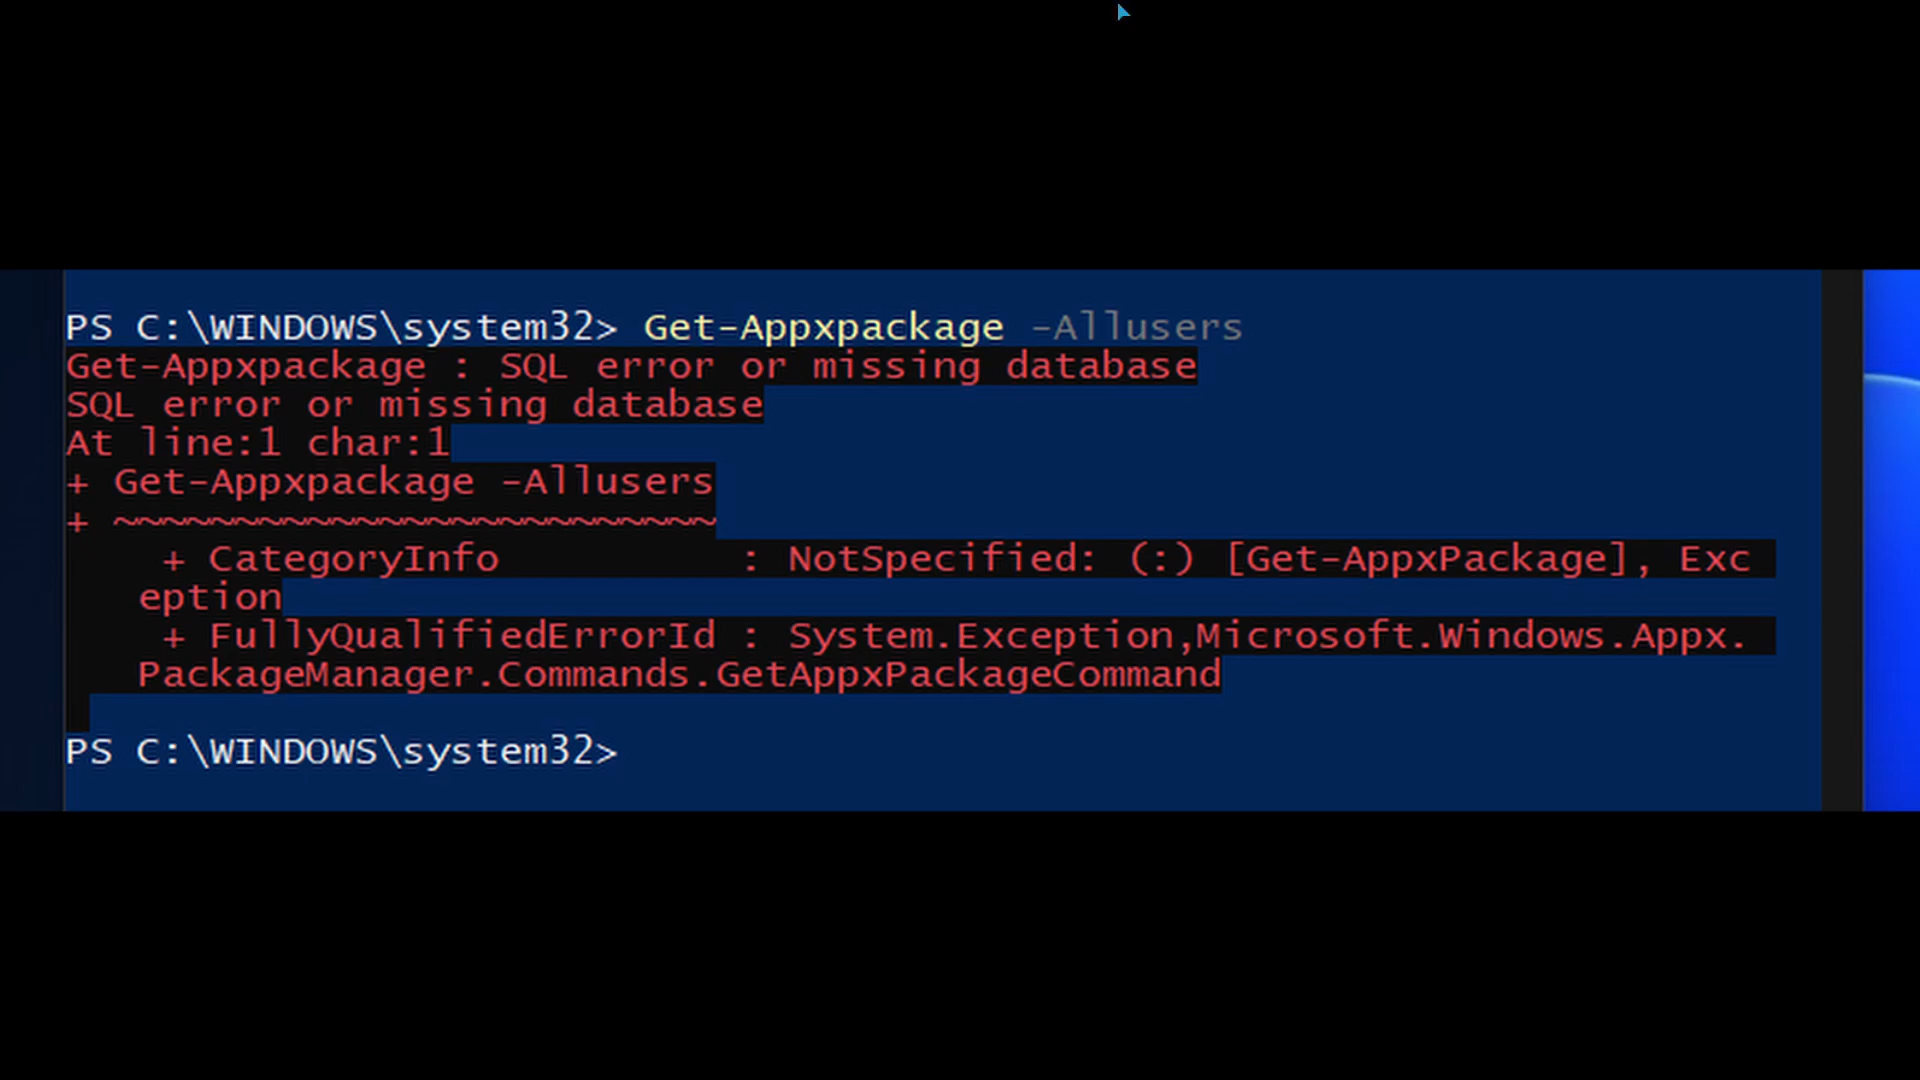 PS C:\WINDOWS\system32> Get-Appxpackage -Allusers
Get-Appxpackage : SQL error or missing database
SQL error or missing database
At line:1 char:1
+ Get-Appxpackage -Allusers
+ ~~~~~~~~~~~~~~~~~~~~~~~~~
    + CategoryInfo          : NotSpecified: (:) [Get-AppxPackage], Exc
   eption
    + FullyQualifiedErrorId : System.Exception,Microsoft.Windows.Appx.
   PackageManager.Commands.GetAppxPackageCommand
PS C:\WINDOWS\system32>